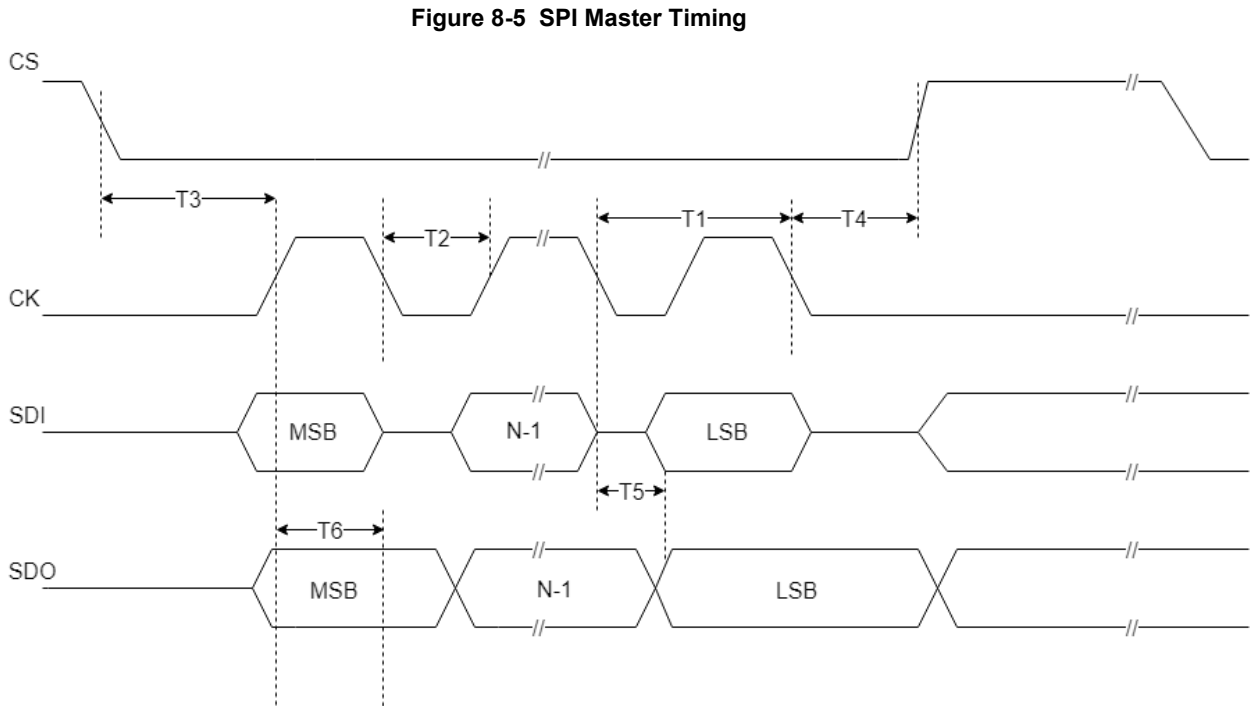 Figure 8-5 SPI Master Timing
CS
//
//
T3
T2
T1
T4
//
CK
//
SDI
//
MSB
N-1
LSB
//
//
//
T5
T6
SDO
//
//
MSB
N-1
LSB
//
//